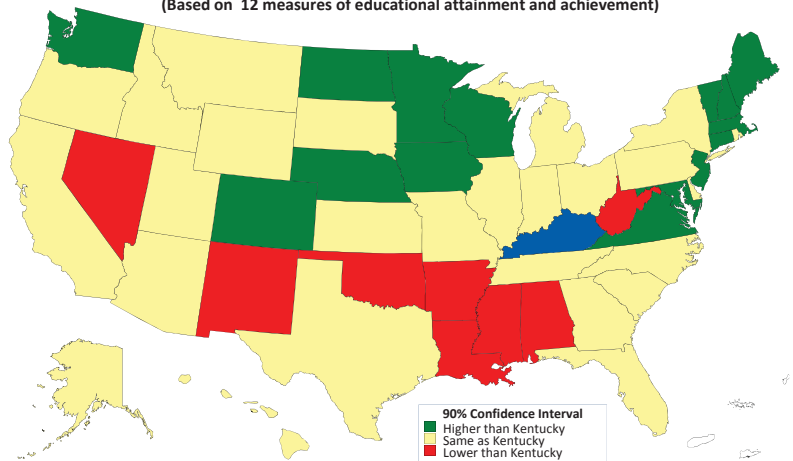 (Based on 12 measures of educational attainment and achievement)
90% Confidence Interval
Higher than Kentucky
Same as Kentucky
Lower than Kentucky